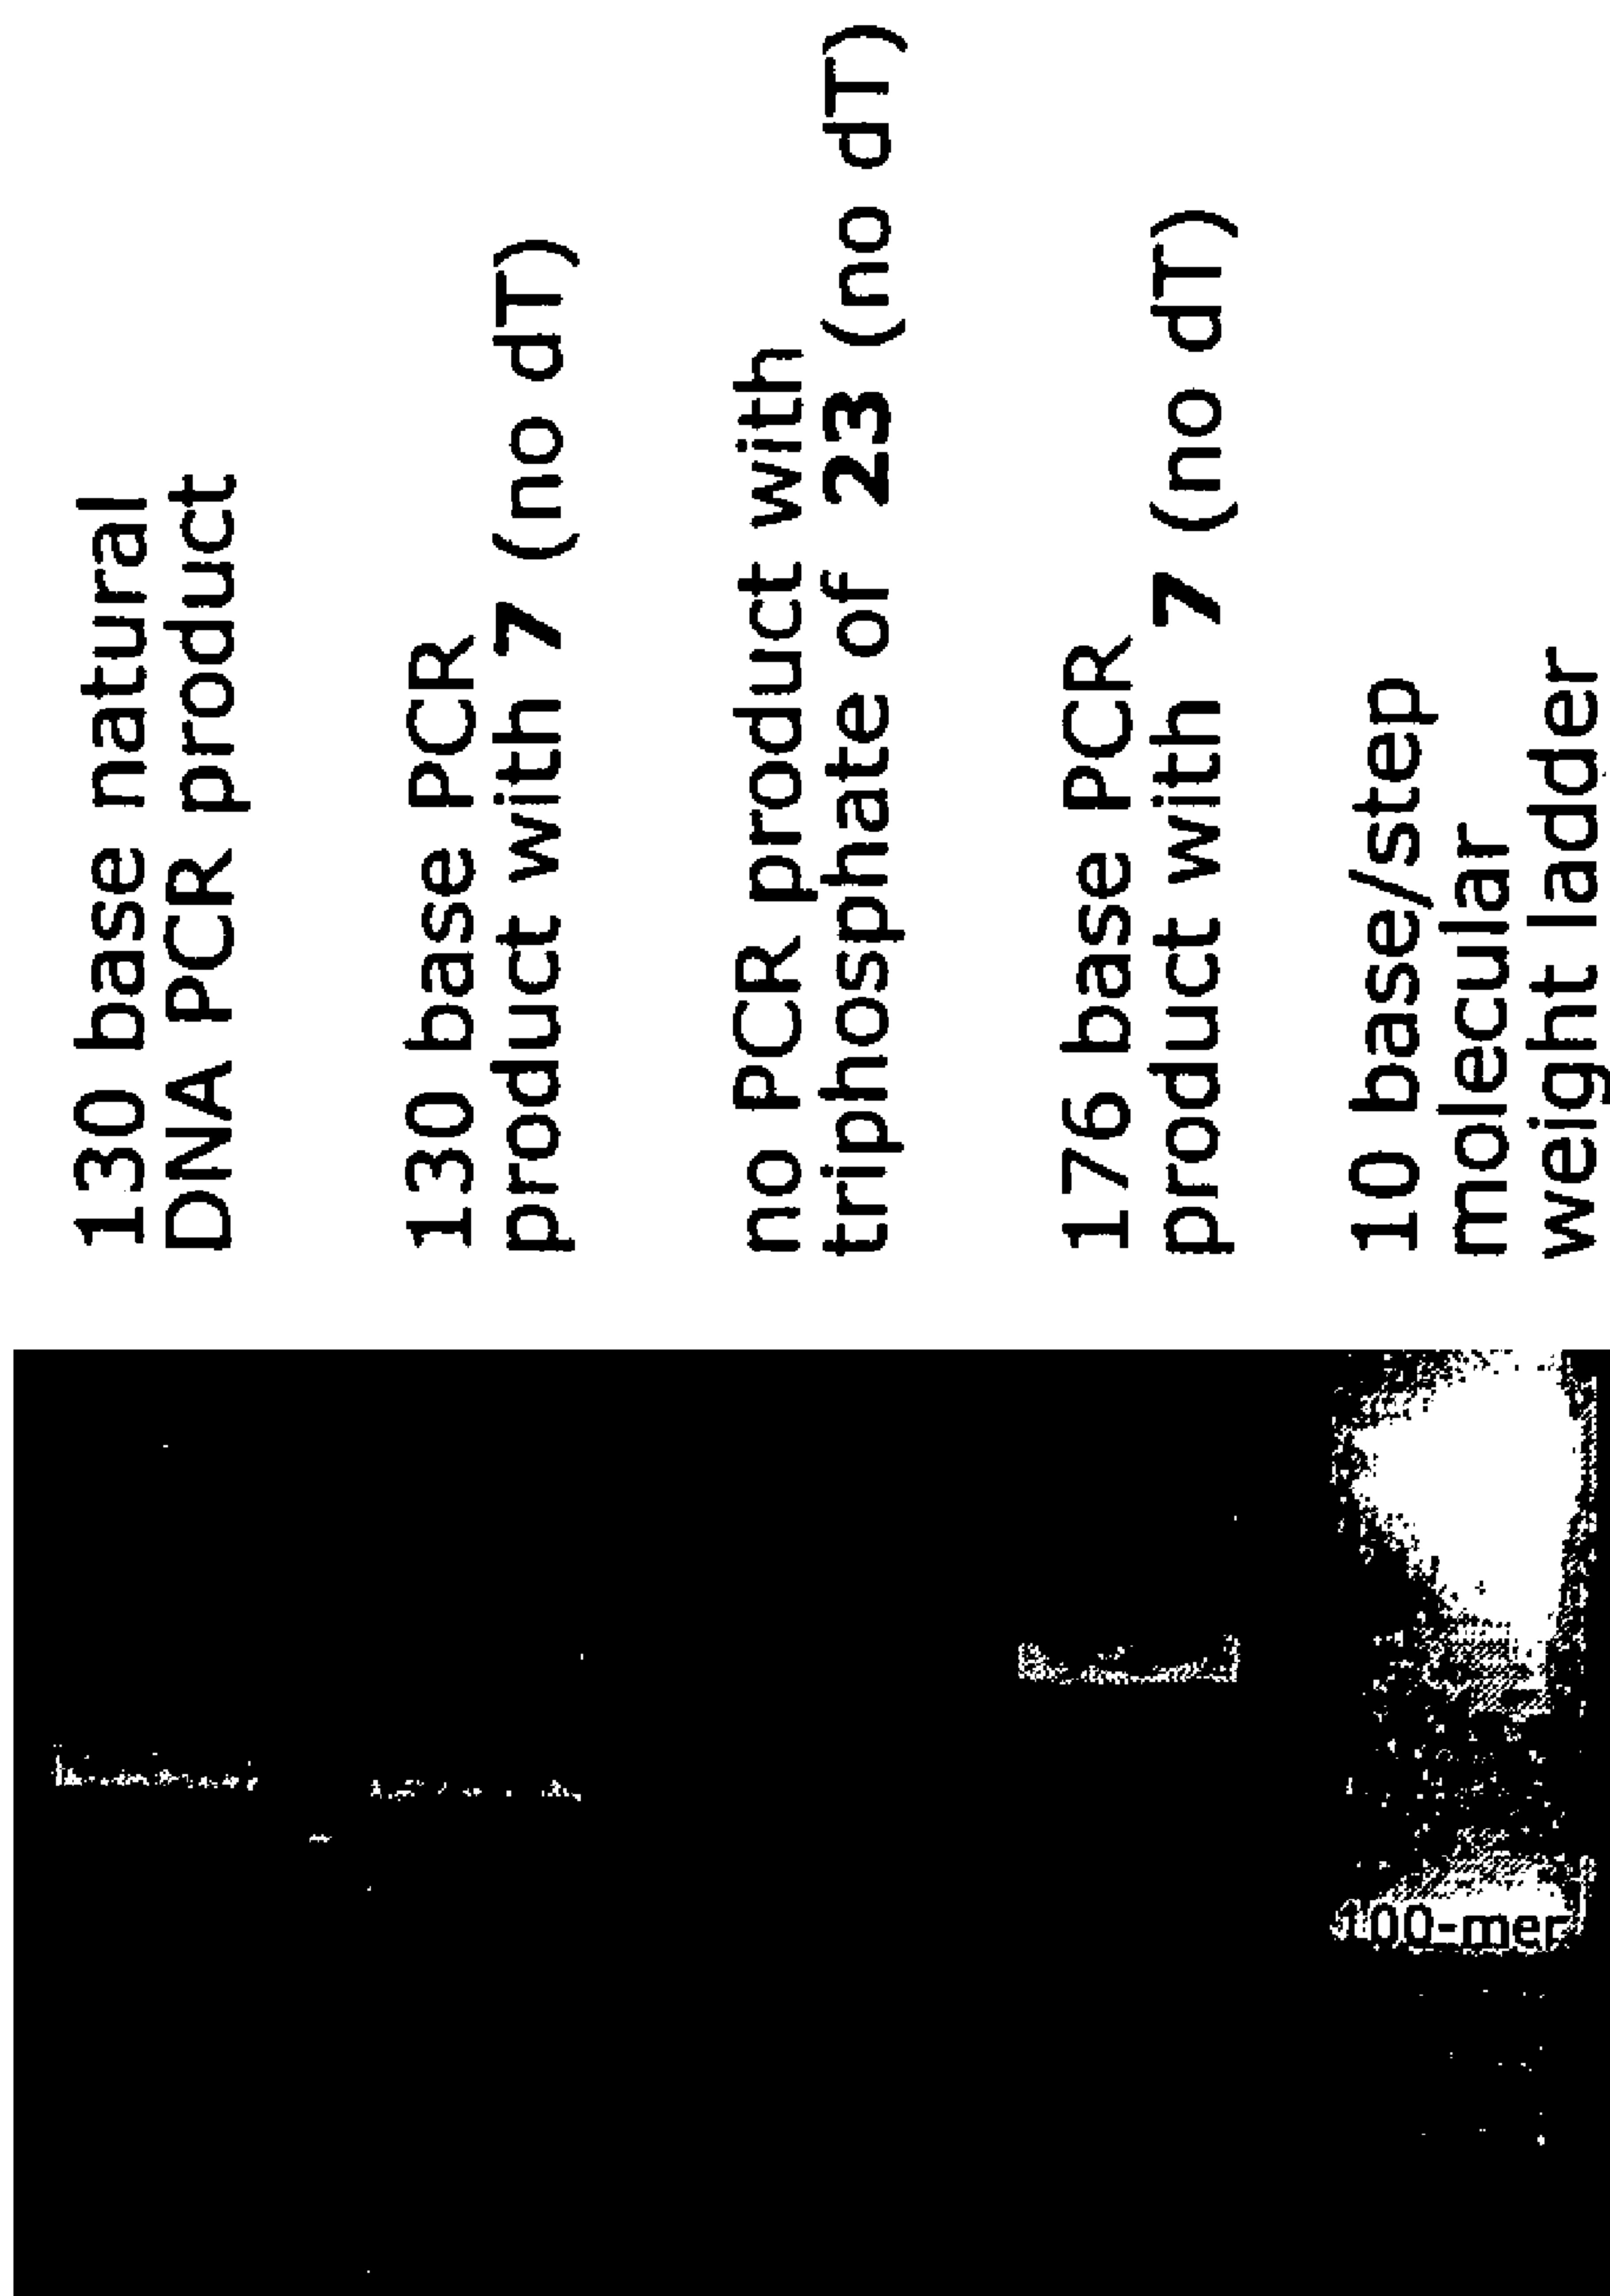 130 base natural
DNA PCR product
130 base PCR
product with 7 (no dT)
no PCR product with
triphosphate of 23 (no dT)
176 base PCR
product with 7 (no dT)
10 base/step
molecular
weight ladder
100-mer